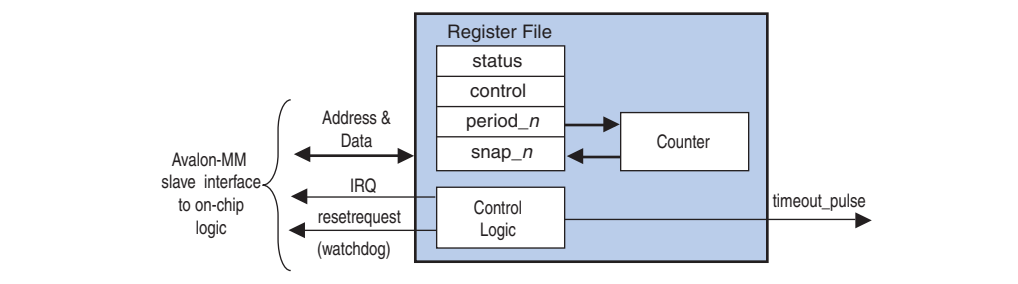 Register File
status
control
period_n
snap_n
Counter
Address &
Data
Avalon-MM
slave interface
to on-chip
logic
IRQ
resetrequest
(watchdog)
Control
Logic
timeout_pulse